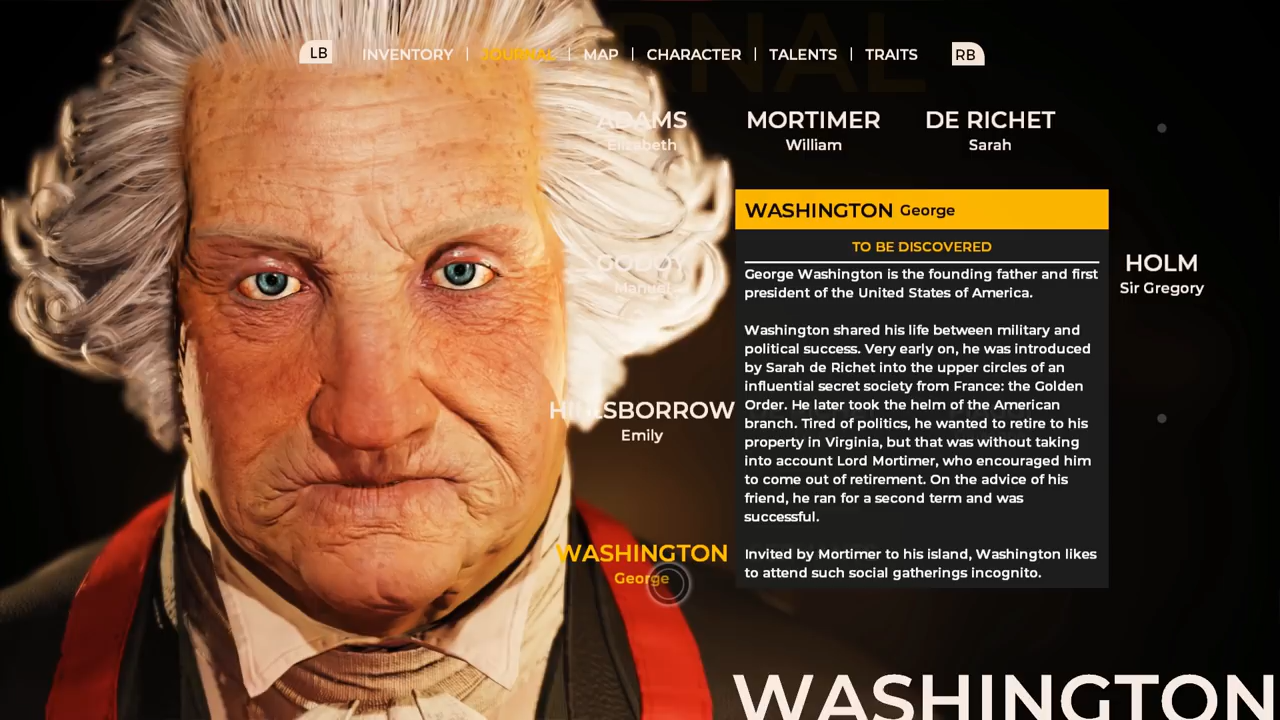 LB INVENTORY JOURNAL MAP CHARACTER TALENTS TRAITS RB
ADAMS MORTIMER DE RICHET
Elizabeth William Sarah
WASHINGTON George
TO BE DISCOVERED
George Washington is the founding father and first
president of the United States of America.
Washington shared his life between military and
political success. Very early on, he was introduced
by Sarah de Richet into the upper circles of an
influential secret society from France: the Golden
Order. He later took the helm of the American
branch. Tired of politics, he wanted to retire to his
property in Virginia, but that was without taking
into account Lord Mortimer, who encouraged him
to come out of retirement. On the advice of his
friend, he ran for a second term and was
successful.
Invited by Mortimer to his island, Washington likes
to attend such social gatherings incognito.
GODOY
Manuel
HOLM
Sir Gregory
HILLSBORROW
Emily
WASHINGTON
George
WASHINGTON